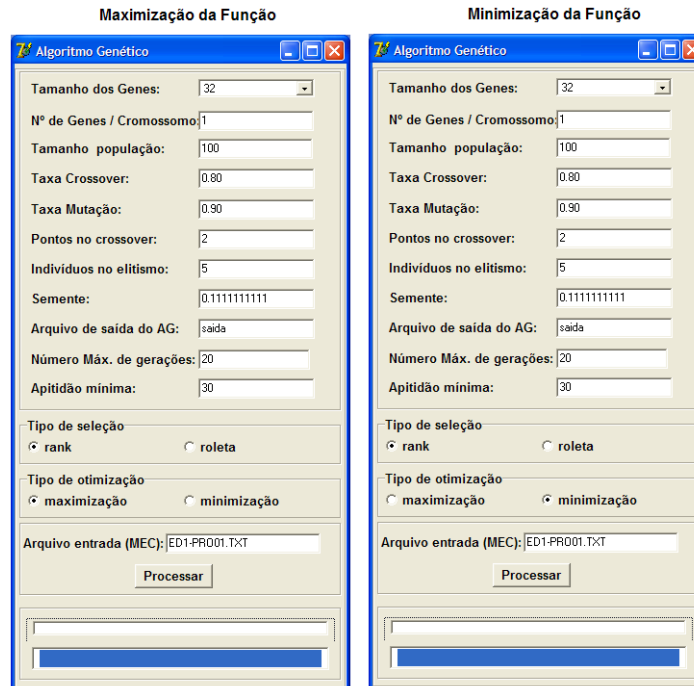 Maximização da Função
Algoritmo Genético
Tamanho dos Genes: 32
Nº de Genes / Cromossomo: 1
Tamanho população: 100
Taxa Crossover: 0.80
Taxa Mutação: 0.90
Pontos no crossover: 2
Indivíduos no elitismo: 5
Semente: 0.1111111111
Arquivo de saída do AG: saida
Número Máx. de gerações: 20
Apitidão mínima: 30
Tipo de seleção
rank roleta
Tipo de otimização
maximização minimização
Arquivo entrada (MEC): ED1-PRO01.TXT
Processar
Minimização da Função
Algoritmo Genético
Tamanho dos Genes: 32
Nº de Genes / Cromossomo: 1
Tamanho população: 100
Taxa Crossover: 0.80
Taxa Mutação: 0.90
Pontos no crossover: 2
Indivíduos no elitismo: 5
Semente: 0.1111111111
Arquivo de saída do AG: saida
Número Máx. de gerações: 20
Apitidão mínima: 30
Tipo de seleção
rank roleta
Tipo de otimização
maximização minimização
Arquivo entrada (MEC): ED1-PRO01.TXT
Processar